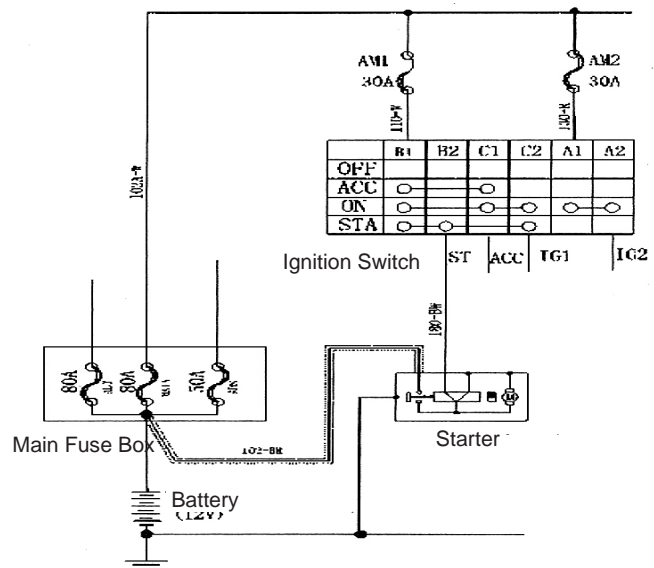 AM1
30A
AM2
30A
110-W
130-R
B1 B2 C1 C2 A1 A2
OFF
ACC
ON
STA
Ignition Switch
ST ACC IG1 IG2
102A-W
180-BW
80A
80A
50A
Main Fuse Box
102-BW
Starter
Battery
(12V)